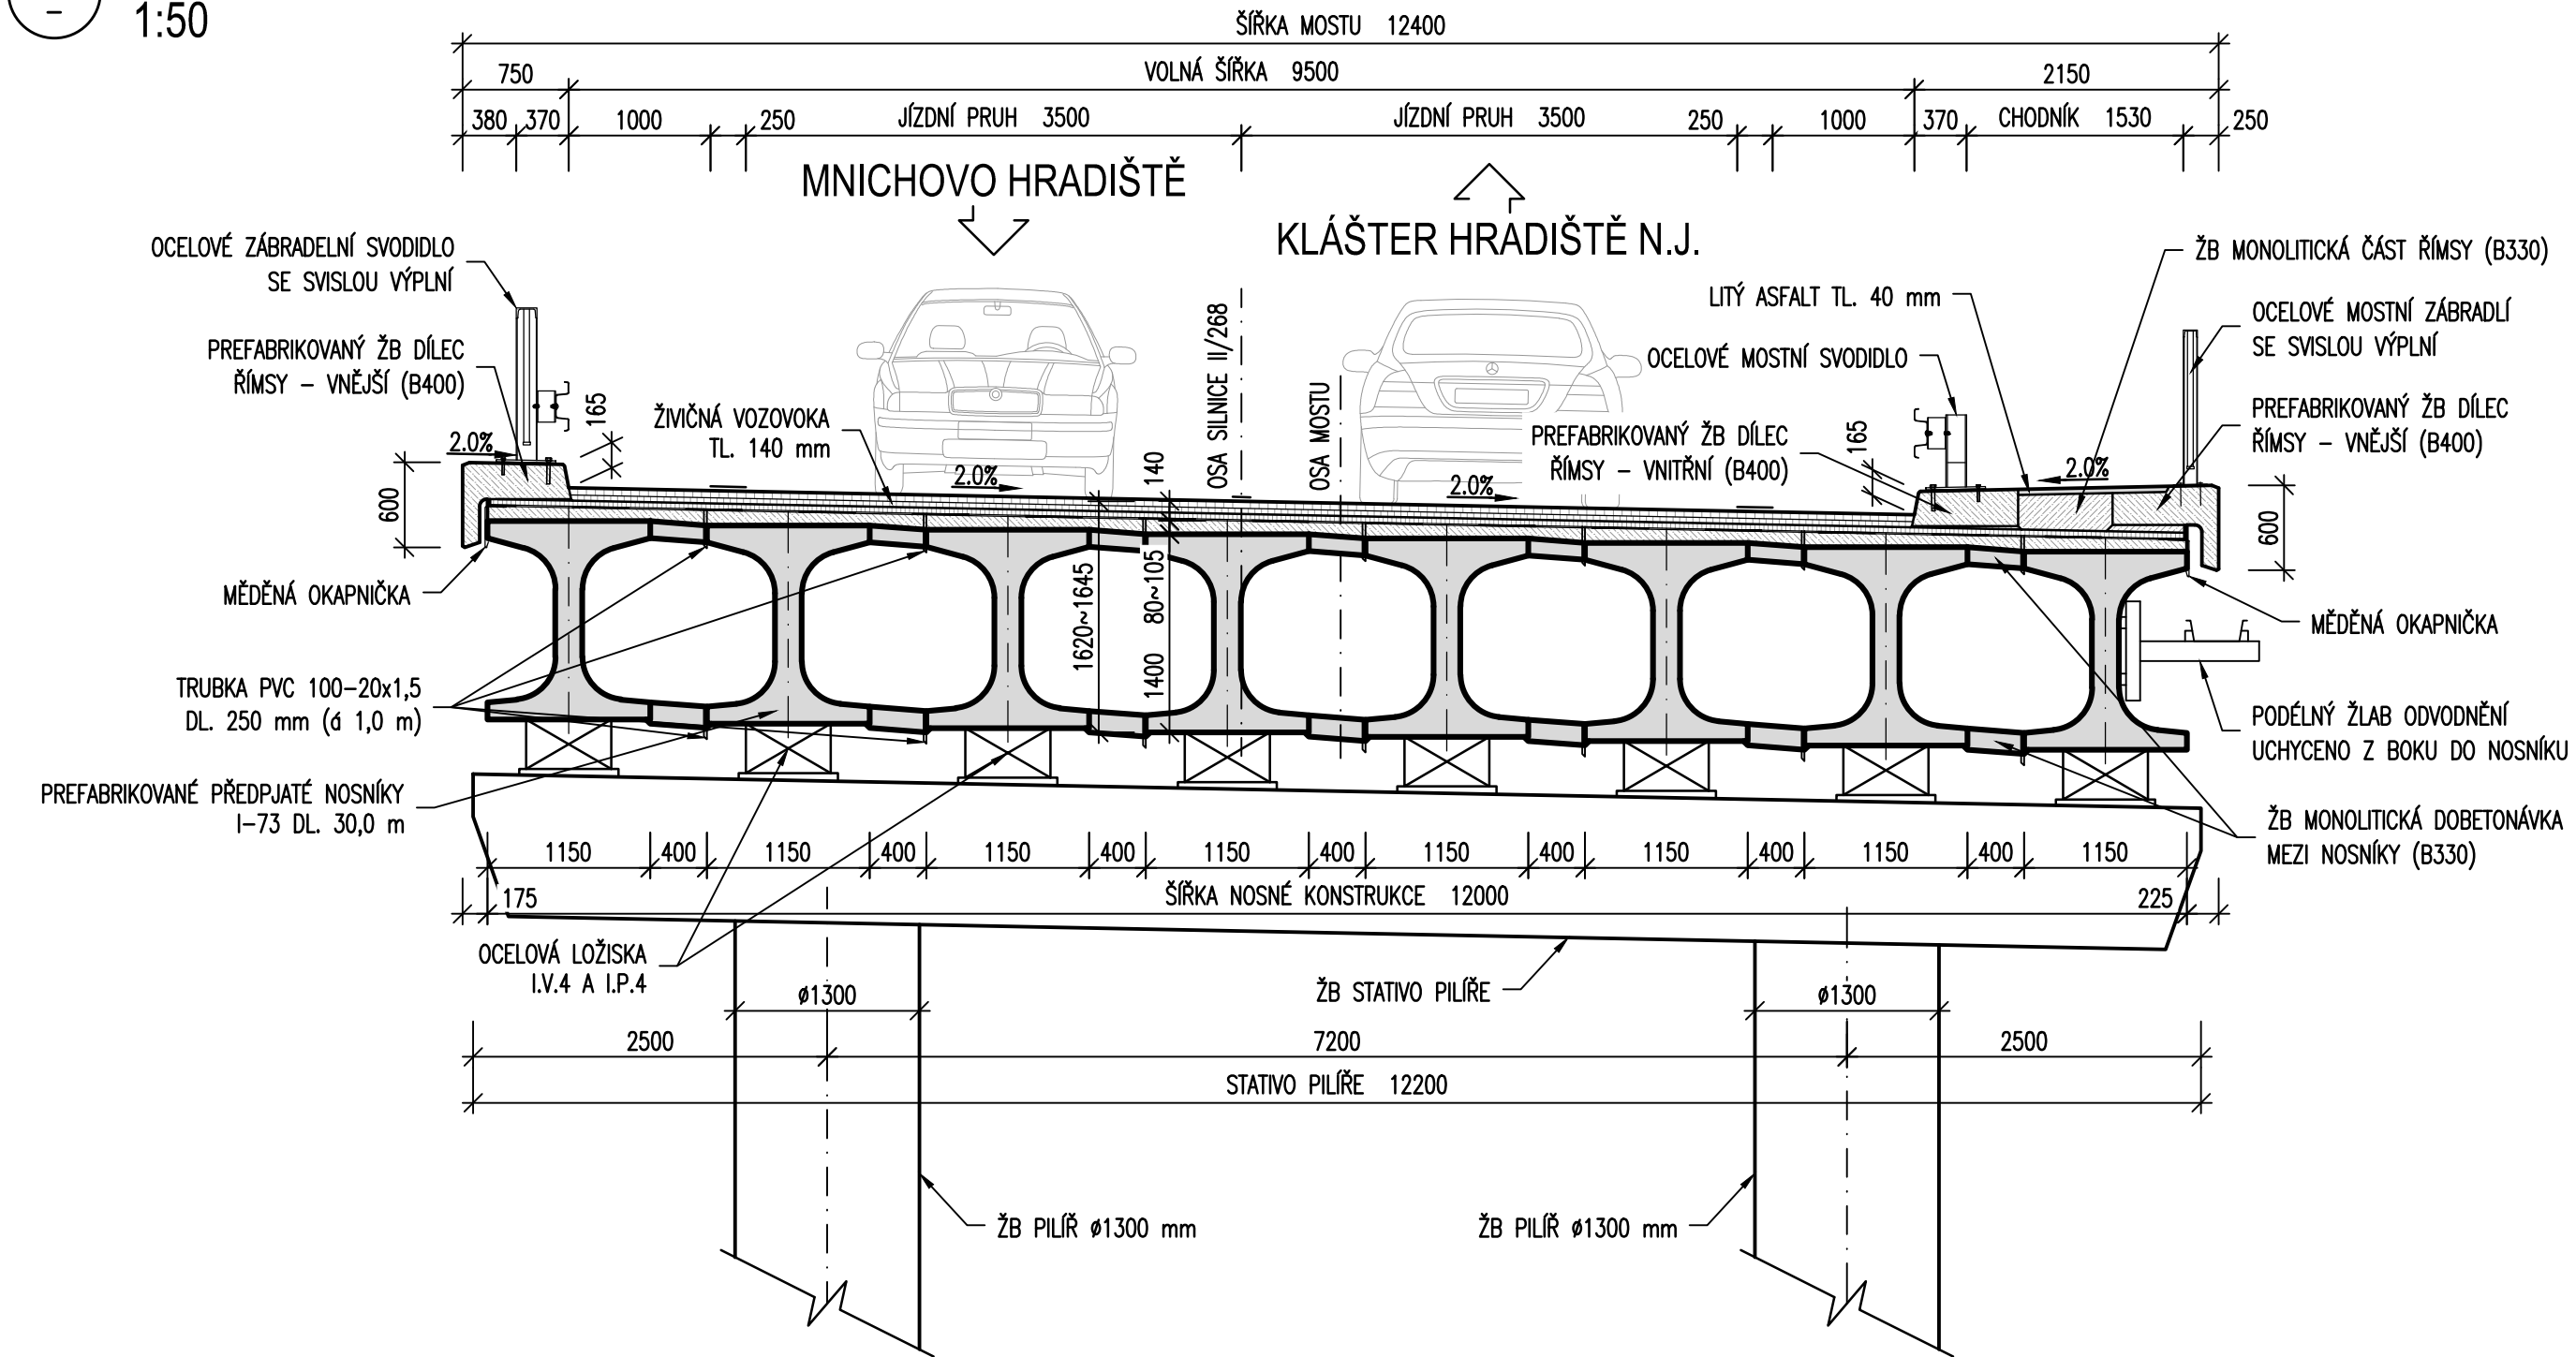 –
1:50
ŠÍŘKA MOSTU 12400
750
VOLNÁ ŠÍŘKA 9500
2150
380
370
1000
250
JÍZDNÍ PRUH 3500
JÍZDNÍ PRUH 3500
250
1000
370
CHODNÍK 1530
250
MNICHOVO HRADIŠTĚ
KLÁŠTER HRADIŠTĚ N.J.
OCELOVÉ ZÁBRADELNÍ SVODIDLO
SE SVISLOU VÝPLNÍ
PREFABRIKOVANÝ ŽB DÍLEC
ŘÍMSY – VNĚJŠÍ (B400)
165
2.0%
600
ŽIVIČNÁ VOZOVKA
TL. 140 mm
2.0%
140
OSA SILNICE II/268
OSA MOSTU
2.0%
ŽB MONOLITICKÁ ČÁST ŘÍMSY (B330)
LITÝ ASFALT TL. 40 mm
OCELOVÉ MOSTNÍ ZÁBRADLÍ
SE SVISLOU VÝPLNÍ
OCELOVÉ MOSTNÍ SVODIDLO
PREFABRIKOVANÝ ŽB DÍLEC
ŘÍMSY – VNITŘNÍ (B400)
165
2.0%
PREFABRIKOVANÝ ŽB DÍLEC
ŘÍMSY – VNĚJŠÍ (B400)
600
MĚDĚNÁ OKAPNIČKA
1620~1645
1400 80~105
MĚDĚNÁ OKAPNIČKA
TRUBKA PVC 100-20x1,5
DL. 250 mm (á 1,0 m)
PODÉLNÝ ŽLAB ODVODNĚNÍ
UCHYCENO Z BOKU DO NOSNÍKU
PREFABRIKOVANÉ PŘEDPJATÉ NOSNÍKY
I-73 DL. 30,0 m
ŽB MONOLITICKÁ DOBETONÁVKA
MEZI NOSNÍKY (B330)
1150
400
1150
400
1150
400
1150
400
1150
400
1150
400
1150
400
1150
175
ŠÍŘKA NOSNÉ KONSTRUKCE 12000
225
OCELOVÁ LOŽISKA
I.V.4 A I.P.4
ŽB STATIVO PILÍŘE
ø1300
ø1300
2500
7200
2500
STATIVO PILÍŘE 12200
ŽB PILÍŘ ø1300 mm
ŽB PILÍŘ ø1300 mm